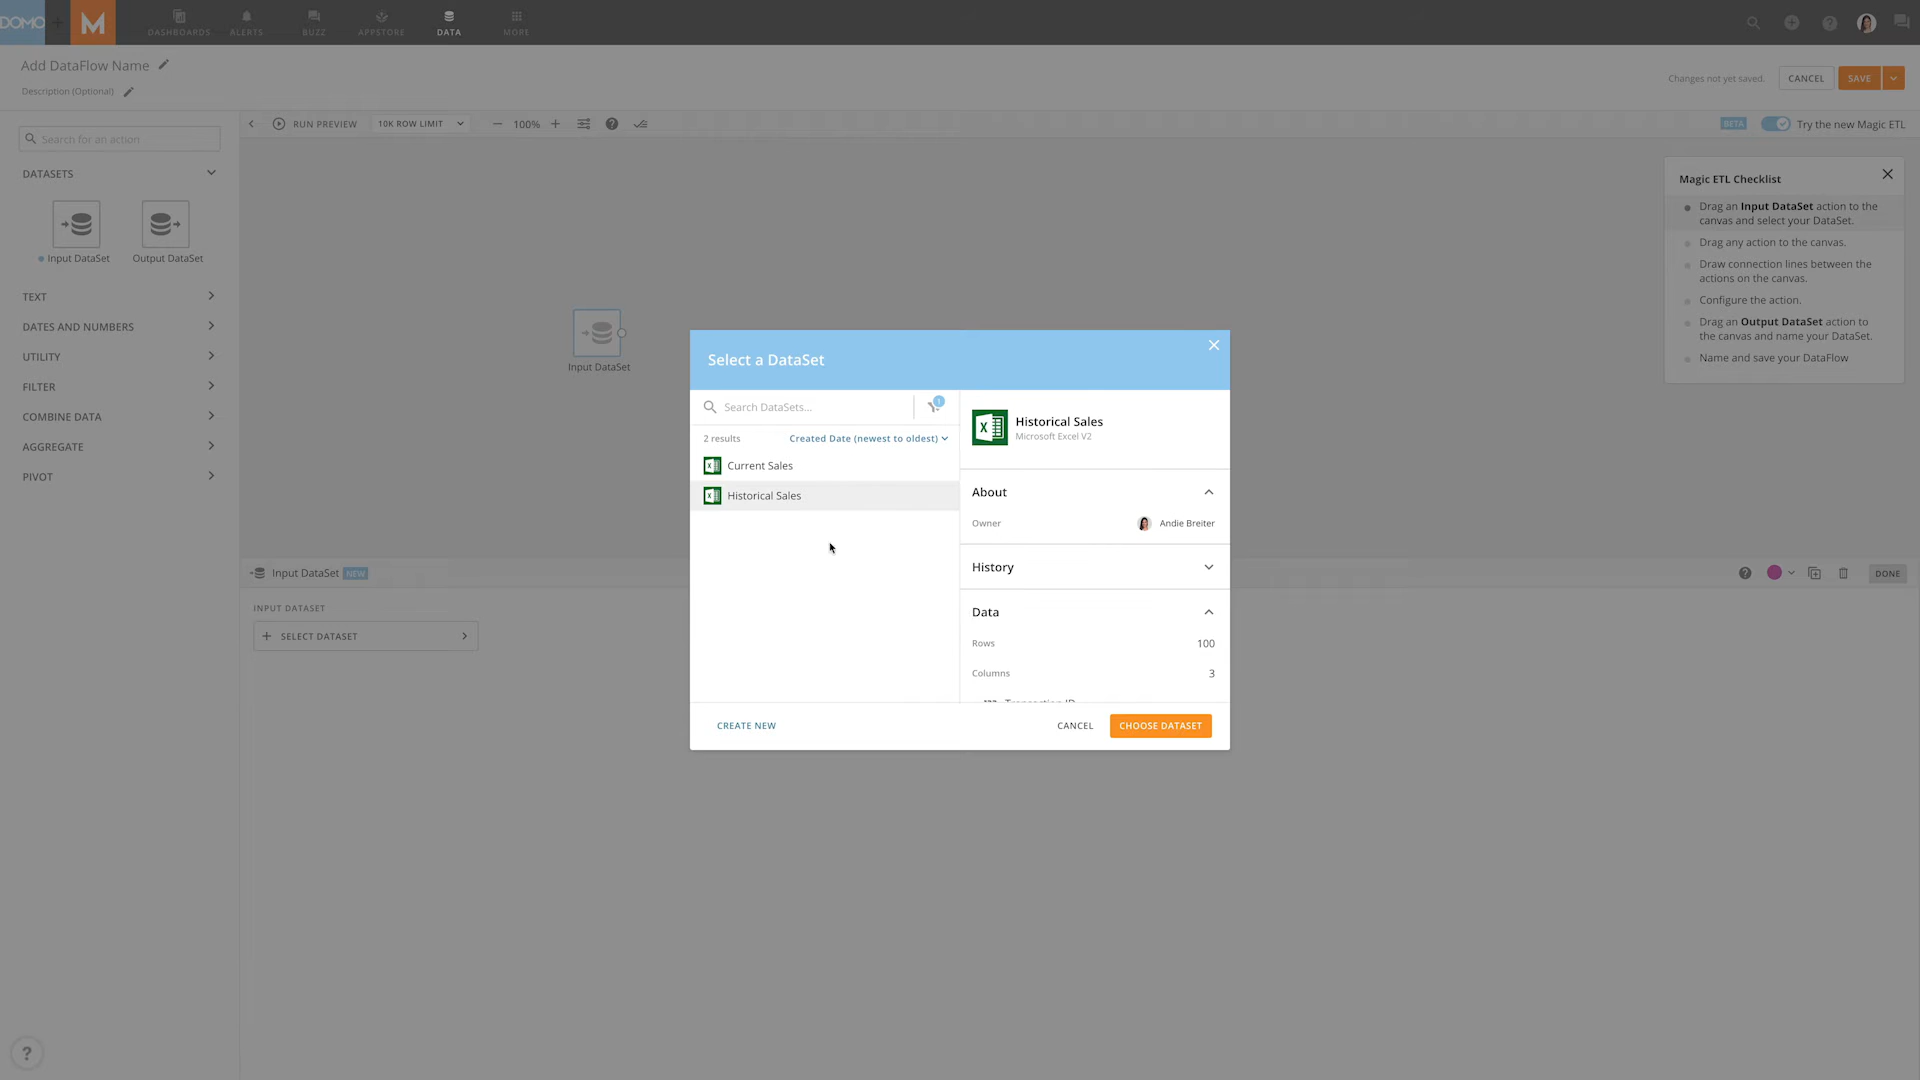 DOMO
M
DASHBOARDS
ALERTS
BUZZ
APPSTORE
DATA
MORE
Add DataFlow Name
Description (Optional)
Changes not yet saved.
CANCEL
SAVE
Search for an action
RUN PREVIEW
10K ROW LIMIT
100%
BETA
Try the new Magic ETL
DATASETS
Input DataSet
Output DataSet
TEXT
DATES AND NUMBERS
UTILITY
FILTER
COMBINE DATA
AGGREGATE
PIVOT
Input DataSet
Magic ETL Checklist
Drag an Input DataSet action to the
canvas and select your DataSet.
Drag any action to the canvas.
Draw connection lines between the
actions on the canvas.
Configure the action.
Drag an Output DataSet action to
the canvas and name your DataSet.
Name and save your DataFlow
Select a DataSet
Search DataSets...
1
2 results
Created Date (newest to oldest)
Current Sales
Historical Sales
Historical Sales
Microsoft Excel V2
About
Owner
Andie Breiter
History
Data
Rows
100
Columns
3
Transaction ID
CREATE NEW
CANCEL
CHOOSE DATASET
Input DataSet NEW
DONE
INPUT DATASET
SELECT DATASET
?